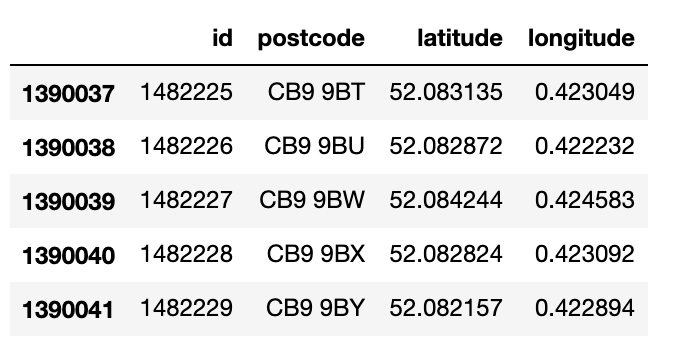 id postcode latitude longitude
1390037 1482225 CB9 9BT 52.083135 0.423049
1390038 1482226 CB9 9BU 52.082872 0.422232
1390039 1482227 CB9 9BW 52.084244 0.424583
1390040 1482228 CB9 9BX 52.082824 0.423092
1390041 1482229 CB9 9BY 52.082157 0.422894